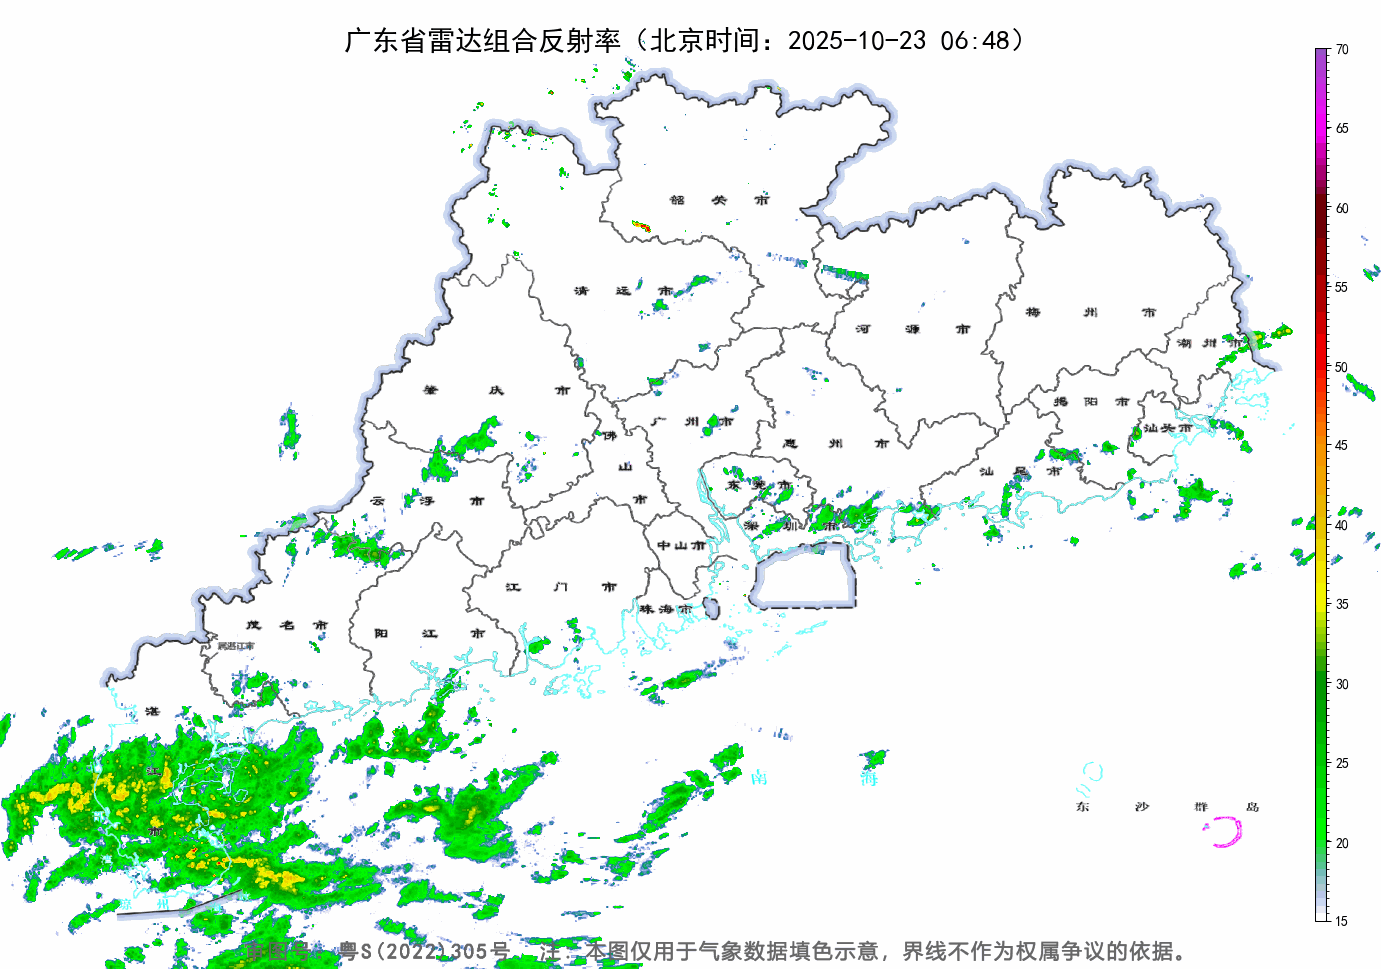 广东省雷达组合反射率（北京时间：2025-10-23 06:48）
70
65
60
55
50
45
40
35
30
25
20
15
韶关市
清远市
河源市
梅州市
潮州市
肇庆市
广州市
惠州市
揭阳市
汕头市
汕尾市
佛山市
东莞市
云浮市
深圳市
中山市
江门市
珠海市
茂名市
阳江市
属湛江市
湛江市
南海
东沙群岛
琼州
审图号：粤S(2022)305号 注：本图仅用于气象数据填色示意，界线不作为权属争议的依据。